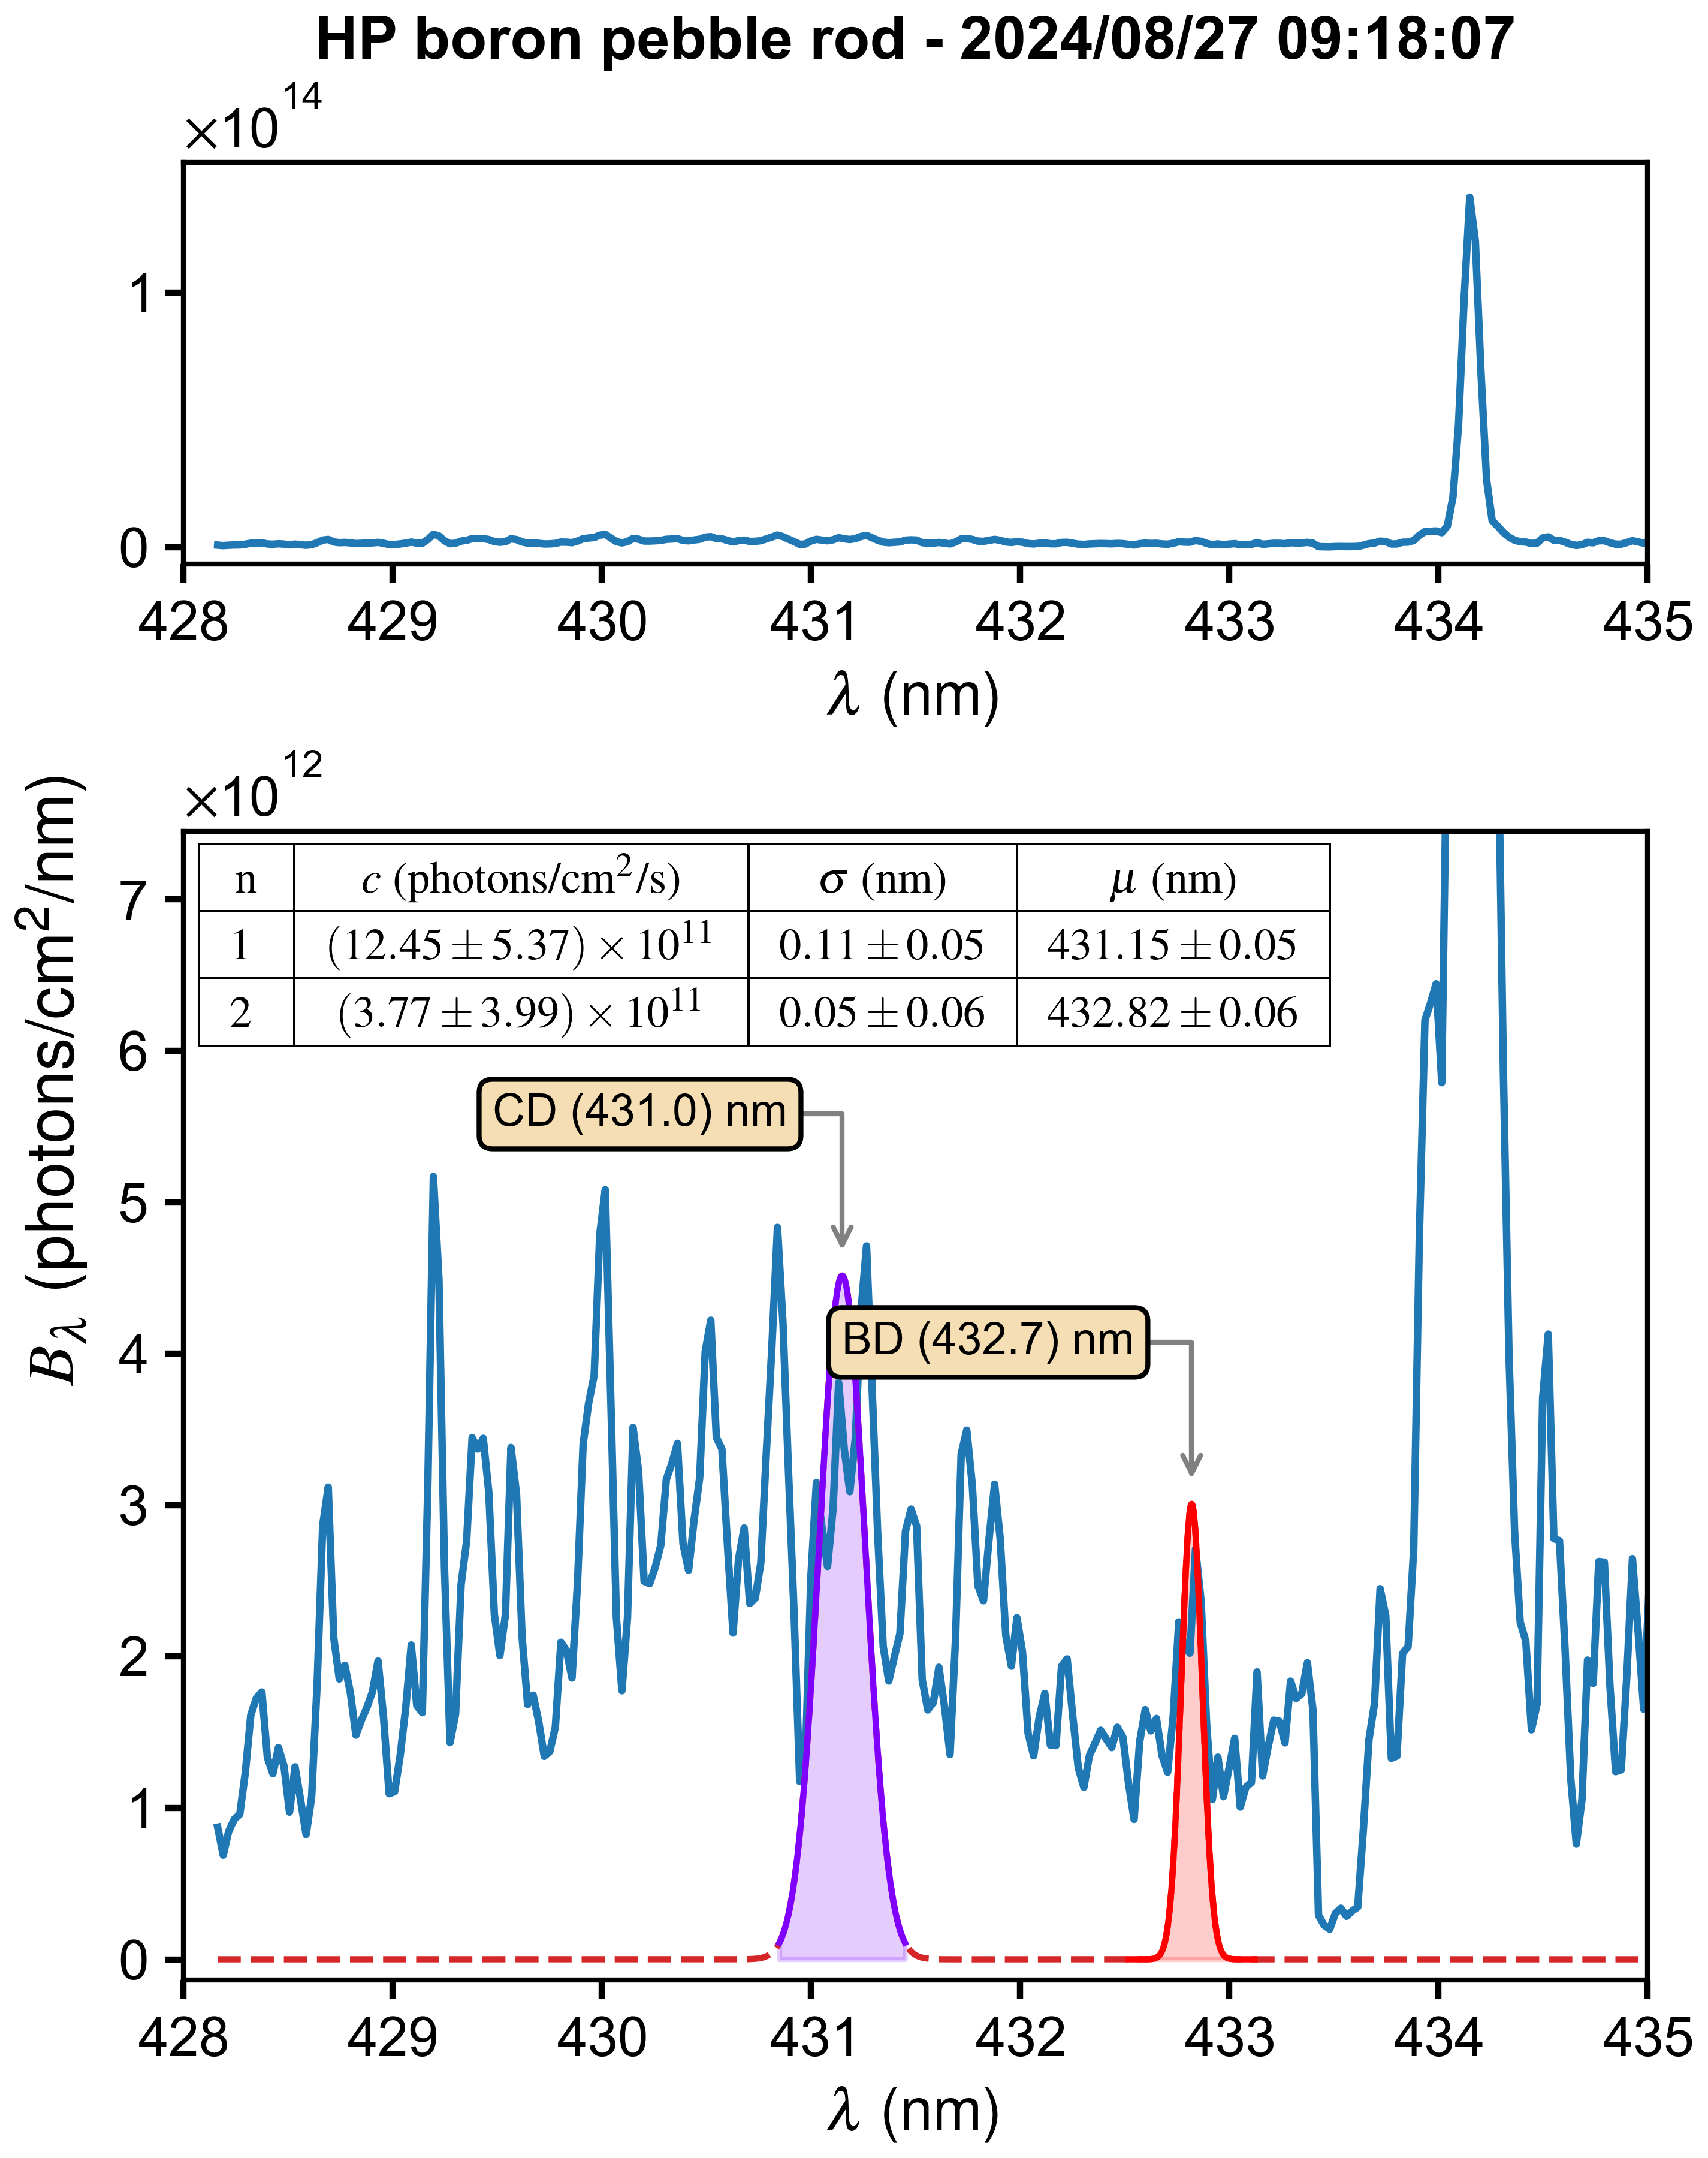 HP boron pebble rod - 2024/08/27 09:18:07
×10^14
1
0
428 429 430 431 432 433 434 435
λ (nm)
×10^12
B_λ (photons/cm²/nm)
n c (photons/cm²/s) σ (nm) μ (nm)
1 (12.45 ± 5.37) × 10^11 0.11 ± 0.05 431.15 ± 0.05
2 (3.77 ± 3.99) × 10^11 0.05 ± 0.06 432.82 ± 0.06
7
6
CD (431.0) nm
5
BD (432.7) nm
4
3
2
1
0
428 429 430 431 432 433 434 435
λ (nm)